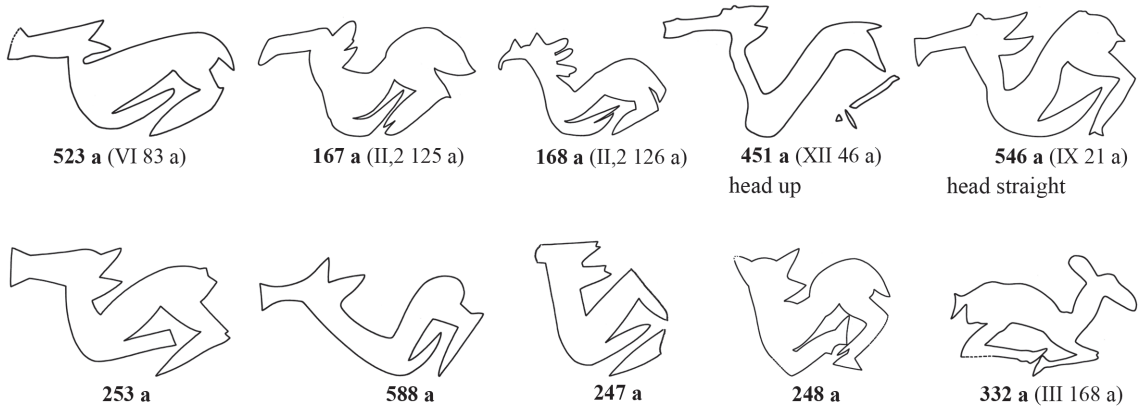 523 a (VI 83 a) 167 a (II,2 125 a) 168 a (II,2 126 a) 451 a (XII 46 a) 546 a (IX 21 a)
head up head straight
253 a 588 a 247 a 248 a 332 a (III 168 a)